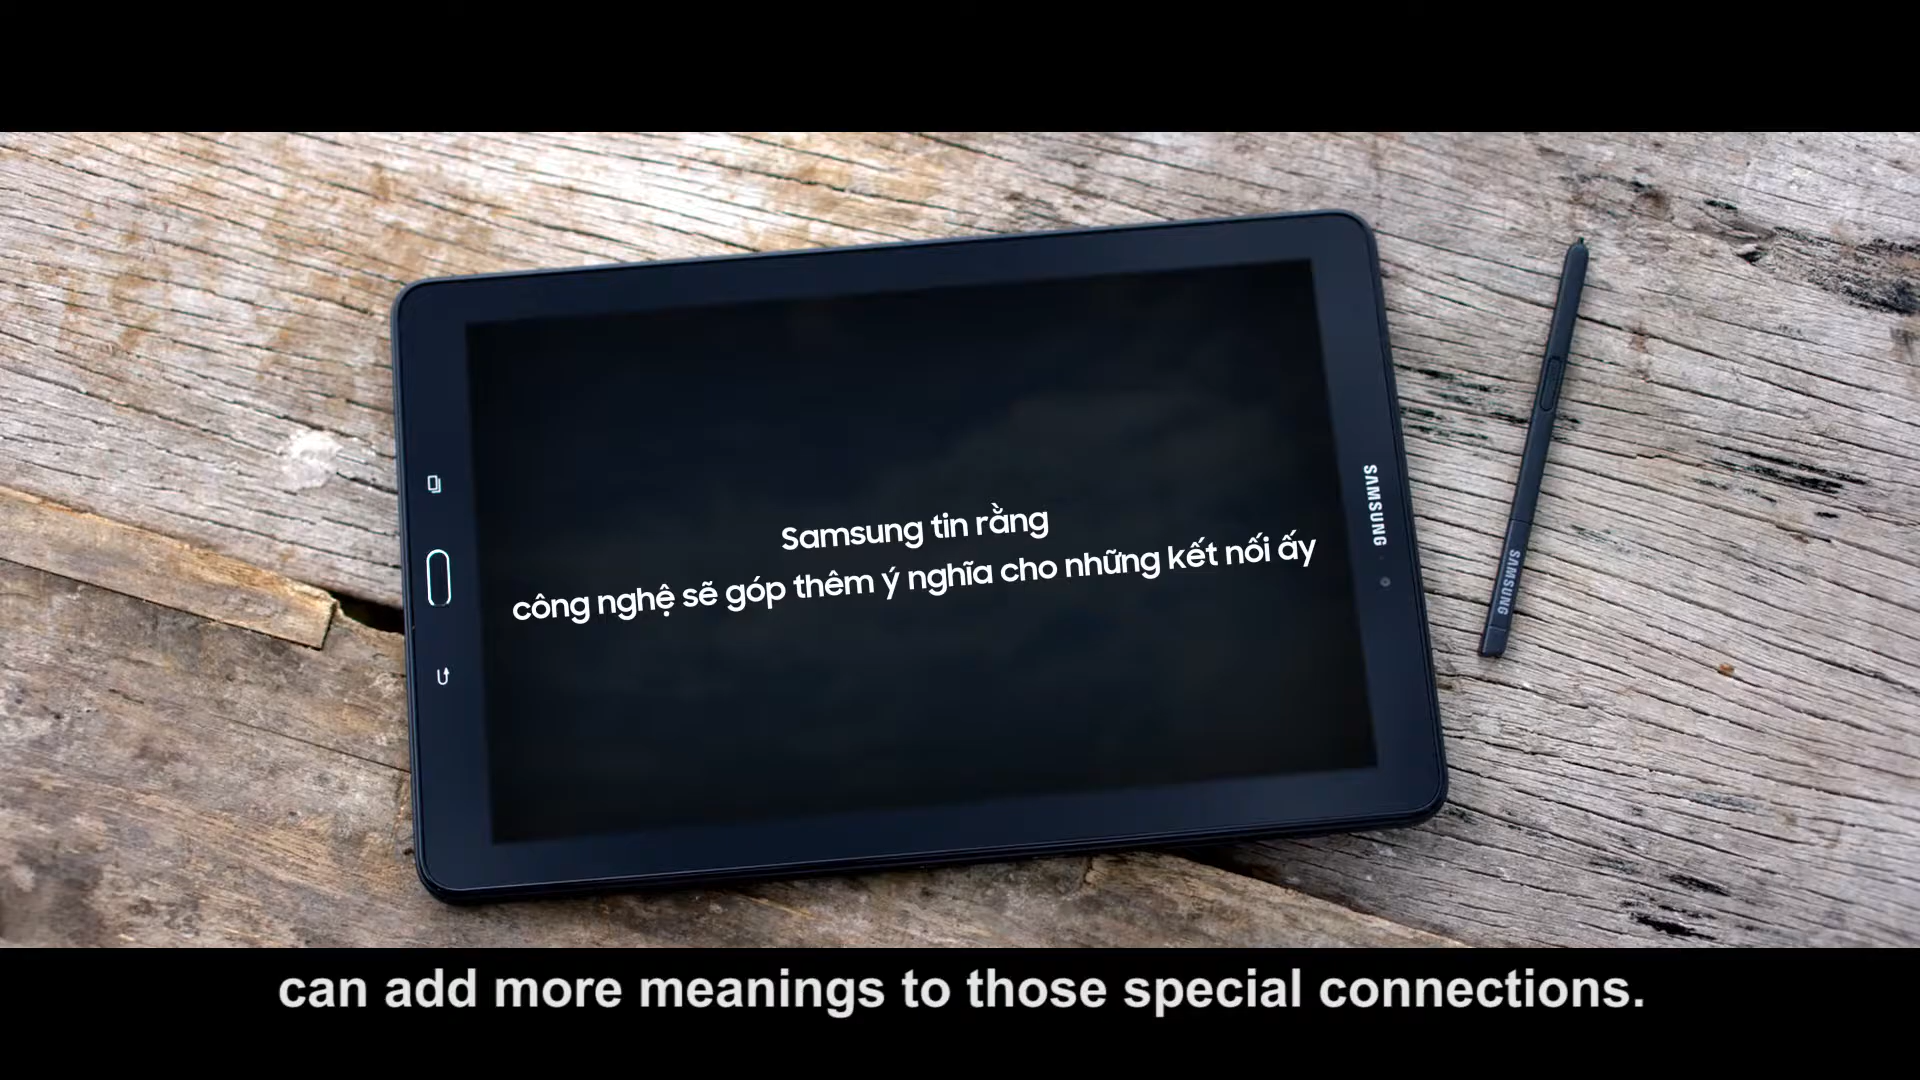 Samsung tin rằng
công nghệ sẽ góp thêm ý nghĩa cho những kết nối ấy
SAMSUNG
SAMSUNG
can add more meanings to those special connections.